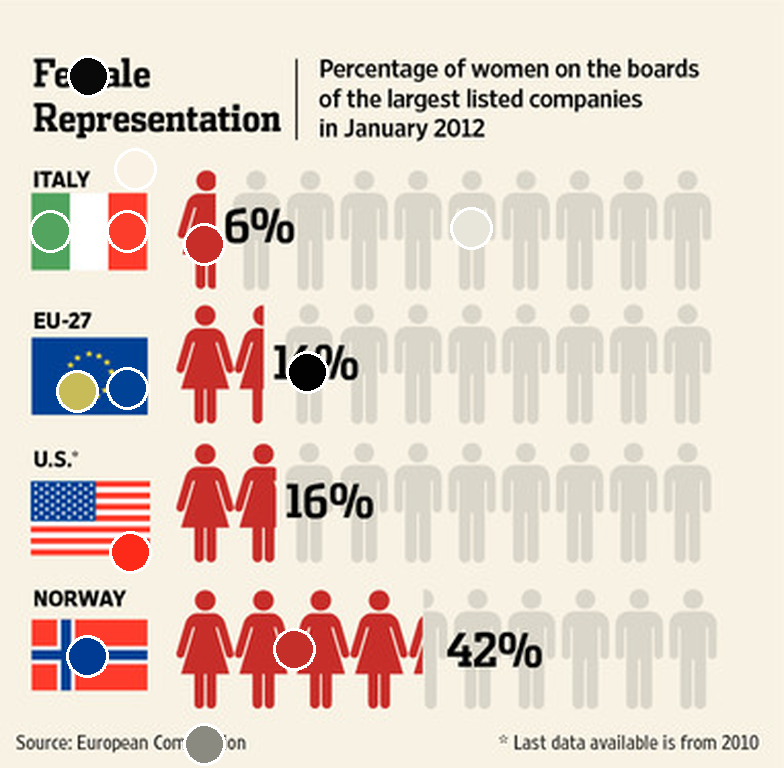 Representation
Percentage of women on the boards
of the largest listed companies
in January 2012
ITALY
6%
EU-27
U.S.*
16%
NORWAY
42%
Source: European
* Last data available is from 2010